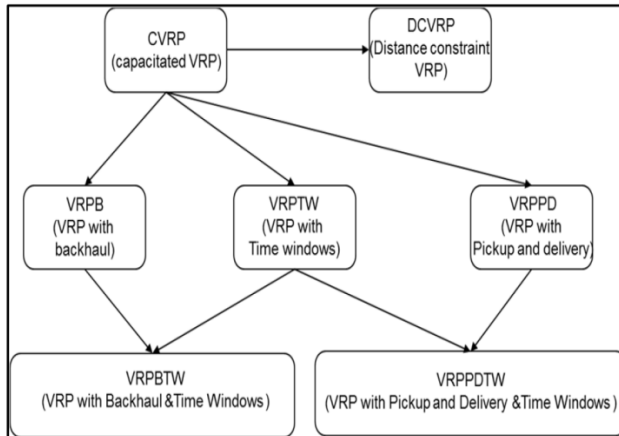 CVRP
(capacitated VRP)
DCVRP
(Distance constraint
VRP)
VRPB
(VRP with
backhaul)
VRPTW
(VRP with
Time windows)
VRPPD
(VRP with
Pickup and delivery)
VRPBTW
(VRP with Backhaul &Time Windows )
VRPPDTW
(VRP with Pickup and Delivery &Time Windows )